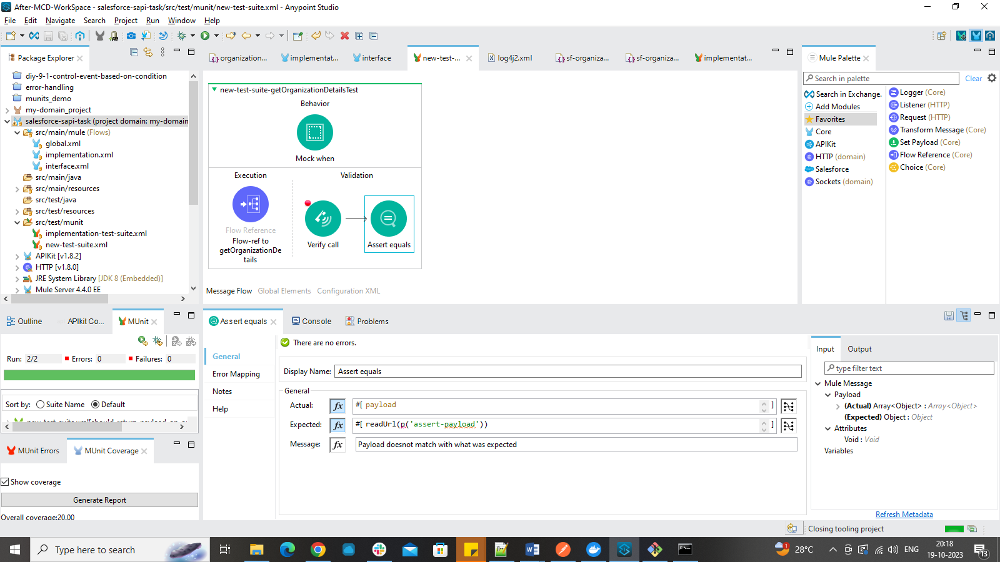 After-MCD-WorkSpace - salesforce-sapi-task/src/test/munit/new-test-suite.xml - Anypoint Studio
File Edit Navigate Search Project Run Window Help
Package Explorer
diy-9-1-control-event-based-on-condition
error-handling
munits_demo
my-domain_project
salesforce-sapi-task (project domain: my-domain
src/main/mule (Flows)
global.xml
implementation.xml
interface.xml
src/main/java
src/main/resources
src/test/java
src/test/resources
src/test/munit
implementation-test-suite.xml
new-test-suite.xml
APIKit [v1.8.2]
HTTP [v1.8.0]
JRE System Library [JDK 8 (Embedded)]
Mule Server 4.4.0 EE
organization...
implementat...
interface
new-test-...
log4j2.xml
sf-organiza...
sf-organiza...
implementat...
new-test-suite-getOrganizationDetailsTest
Behavior
Mock when
Execution
Validation
Flow Reference
Flow-ref to
getOrganizationDe
tails
Verify call
Assert equals
Message Flow Global Elements Configuration XML
Mule Palette
Search in palette
Clear
Search in Exchange.
Add Modules
Favorites
Core
APIKit
HTTP (domain)
Salesforce
Sockets (domain)
Logger (Core)
Listener (HTTP)
Request (HTTP)
Transform Message (Core)
Set Payload (Core)
Flow Reference (Core)
Choice (Core)
Outline
APIkit Co...
MUnit
Run: 2/2 Errors: 0 Failures: 0
Sort by: Suite Name Default
MUnit Errors
MUnit Coverage
Show coverage
Generate Report
Overall coverage:20.00
Assert equals
Console
Problems
General
Error Mapping
Notes
Help
There are no errors.
Display Name: Assert equals
General
Actual: fx #[ payload ]
Expected: fx #[ readUrl(p('assert-payload')) ]
Message: fx Payload doesnot match with what was expected
Input Output
type filter text
Mule Message
Payload
(Actual) Array<Object> : Array<Object>
(Expected) Object : Object
Attributes
Void : Void
Variables
Refresh Metadata
Closing tooling project
Type here to search
1
28°C
ENG
20:18
19-10-2023
13